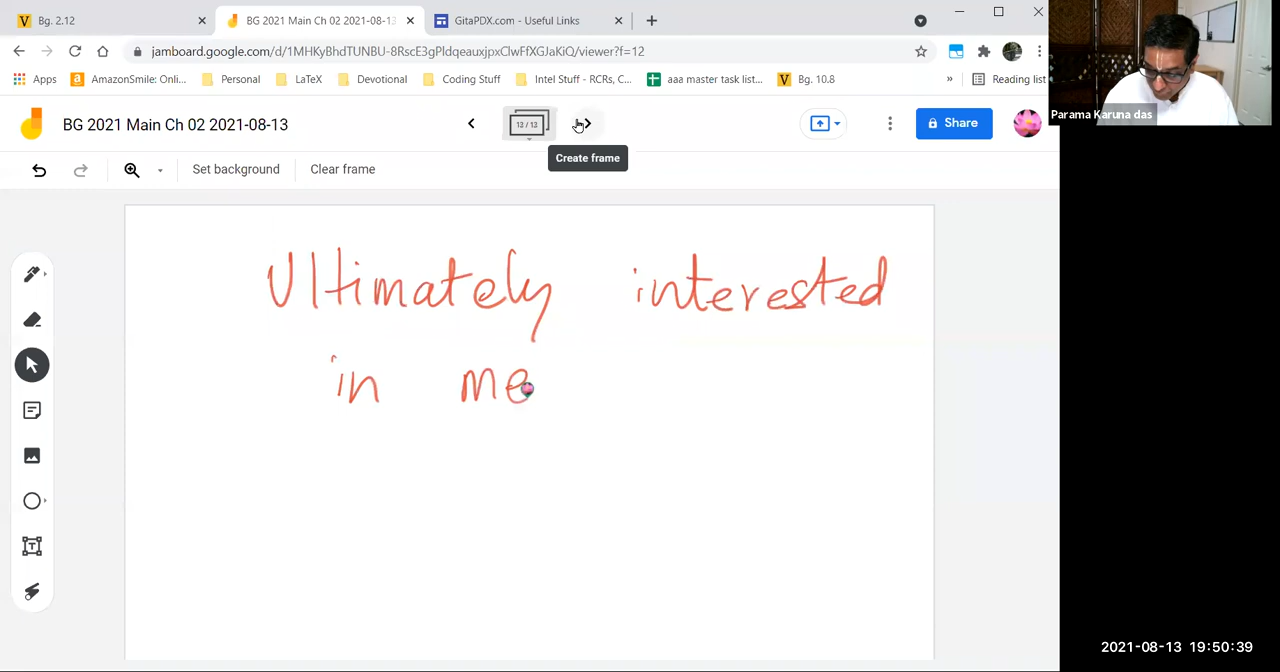 Bg. 2.12
BG 2021 Main Ch 02 2021-08-13
GitaPDX.com - Useful Links
jamboard.google.com/d/1MHKyBhdTUNBU-8RscE3gPldqeauxjpxClwFfXGJaKiQ/viewer?f=12
Apps
AmazonSmile: Onli...
Personal
LaTeX
Devotional
Coding Stuff
Intel Stuff - RCRs, C...
aaa master task list...
Bg. 10.8
»
Reading list
Parama Karuna das
BG 2021 Main Ch 02 2021-08-13
13 / 13
Share
Create frame
Set background
Clear frame
Ultimately interested
in me
2021-08-13 19:50:39